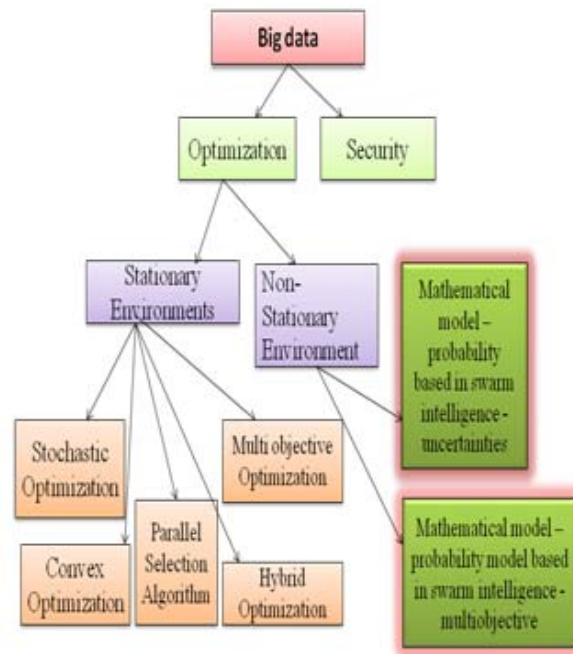 Big data
Optimization
Security
Stationary
Environments
Non-
Stationary
Environment
Mathematical
model –
probability
based in swarm
intelligence -
uncertainties
Stochastic
Optimization
Multi objective
Optimization
Convex
Optimization
Parallel
Selection
Algorithm
Hybrid
Optimization
Mathematical model –
probability model based
in swarm intelligence -
multiobjective